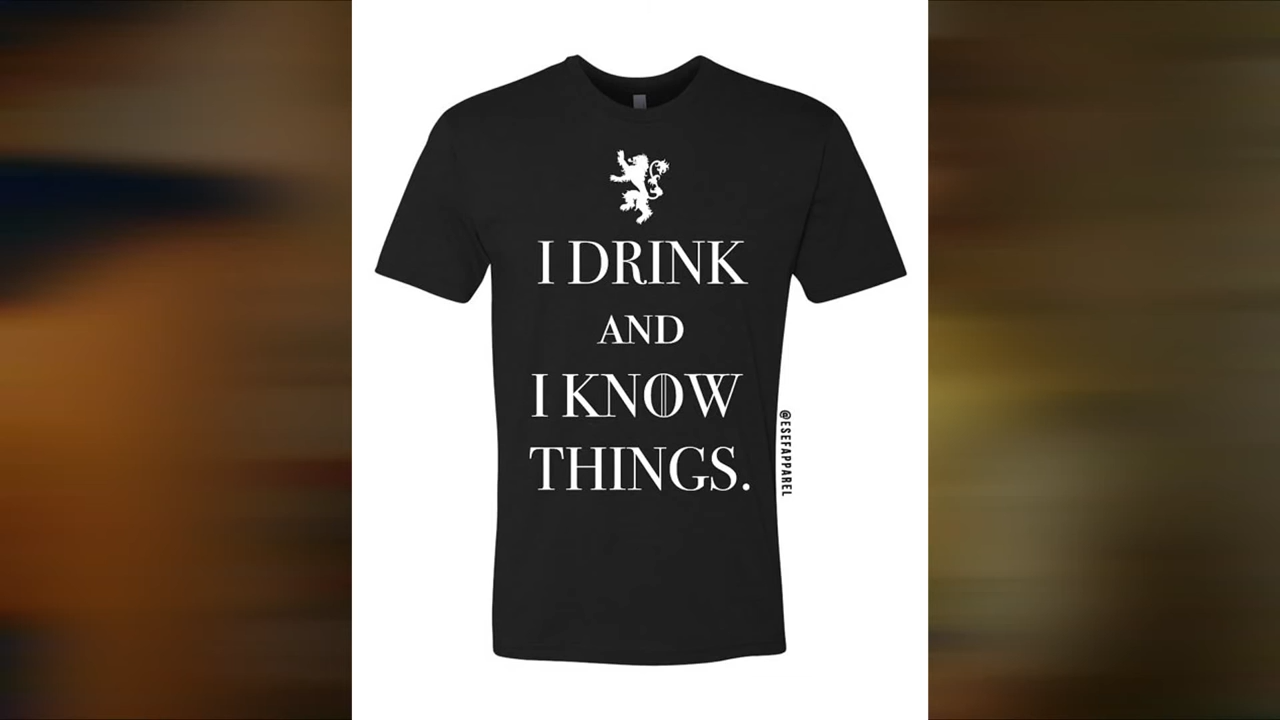 I DRINK
AND
I KNOW
THINGS.
@ESEFAPPAREL